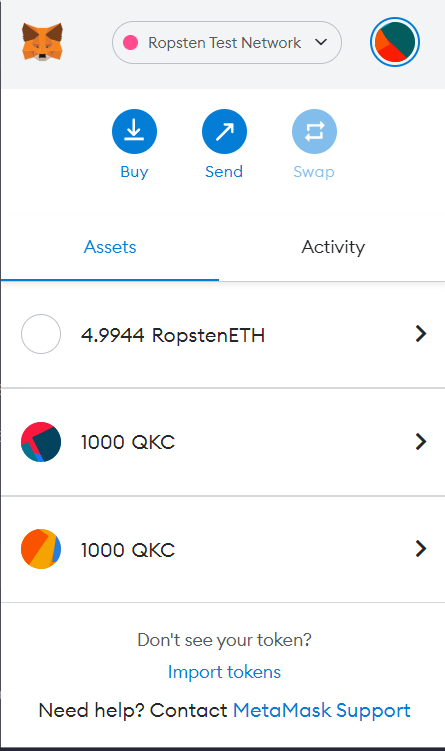 Ropsten Test Network
Buy Send Swap
Assets Activity
4.9944 RopstenETH
1000 QKC
1000 QKC
Don't see your token?
Import tokens
Need help? Contact MetaMask Support